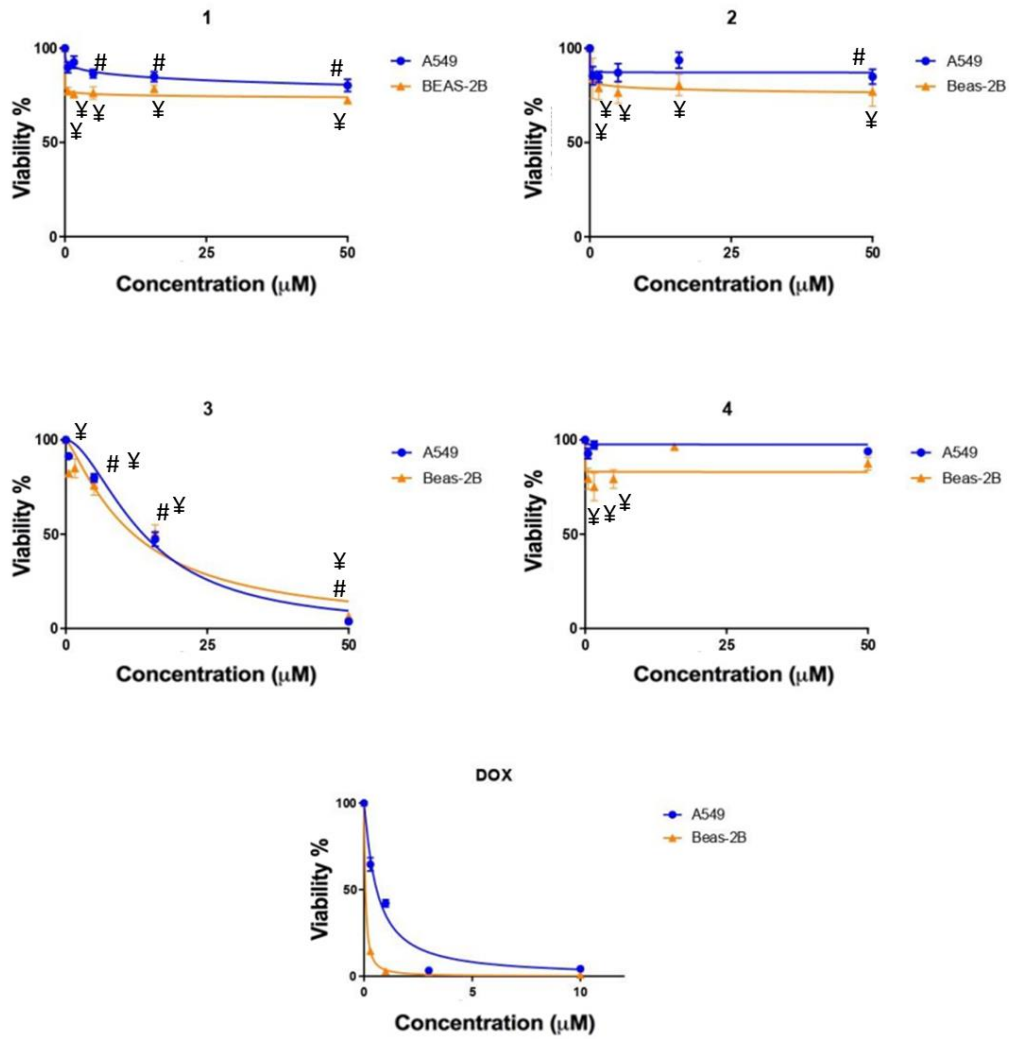 1
100
50
0
Viability %
# # #
¥ ¥ ¥ ¥ ¥
0 25 50
Concentration (μM)
A549
BEAS-2B
2
100
50
0
Viability %
#
¥ ¥ ¥ ¥ ¥
0 25 50
Concentration (μM)
A549
Beas-2B
3
100
50
0
Viability %
¥
# ¥
# ¥
¥
#
0 25 50
Concentration (μM)
A549
Beas-2B
4
100
50
0
Viability %
¥ ¥ ¥
0 25 50
Concentration (μM)
A549
Beas-2B
DOX
100
50
0
Viability %
0 5 10
Concentration (μM)
A549
Beas-2B